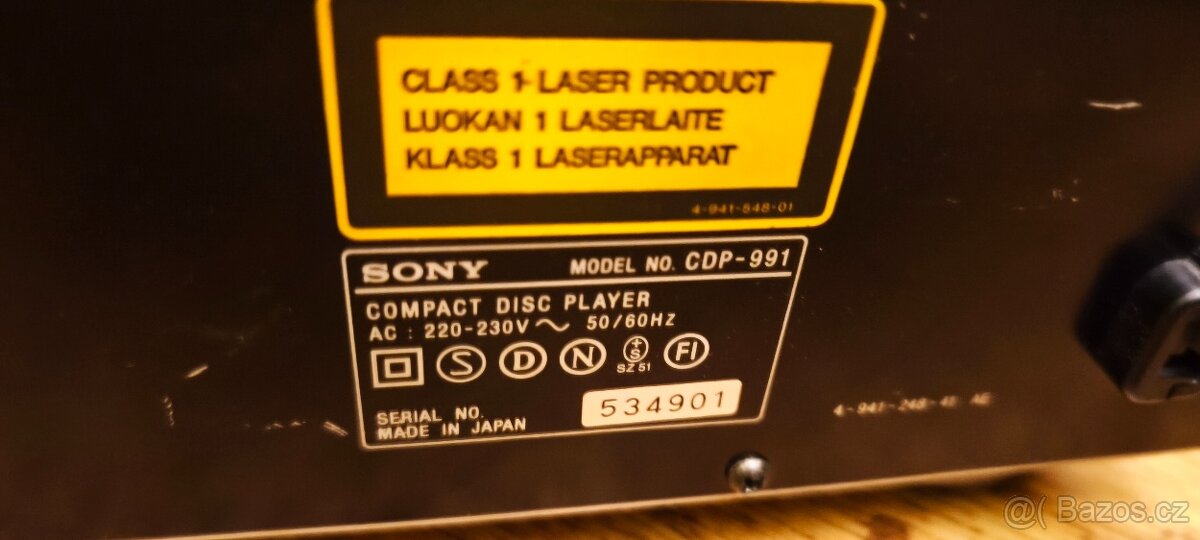 CLASS 1 LASER PRODUCT
LUOKAN 1 LASERLAITE
KLASS 1 LASERAPPARAT
4-941-548-01
SONY MODEL NO. CDP-991
COMPACT DISC PLAYER
AC : 220-230V ～ 50/60HZ
S D N +S FI
SZ 51
SERIAL NO. 534901
MADE IN JAPAN
@( Bazos.cz